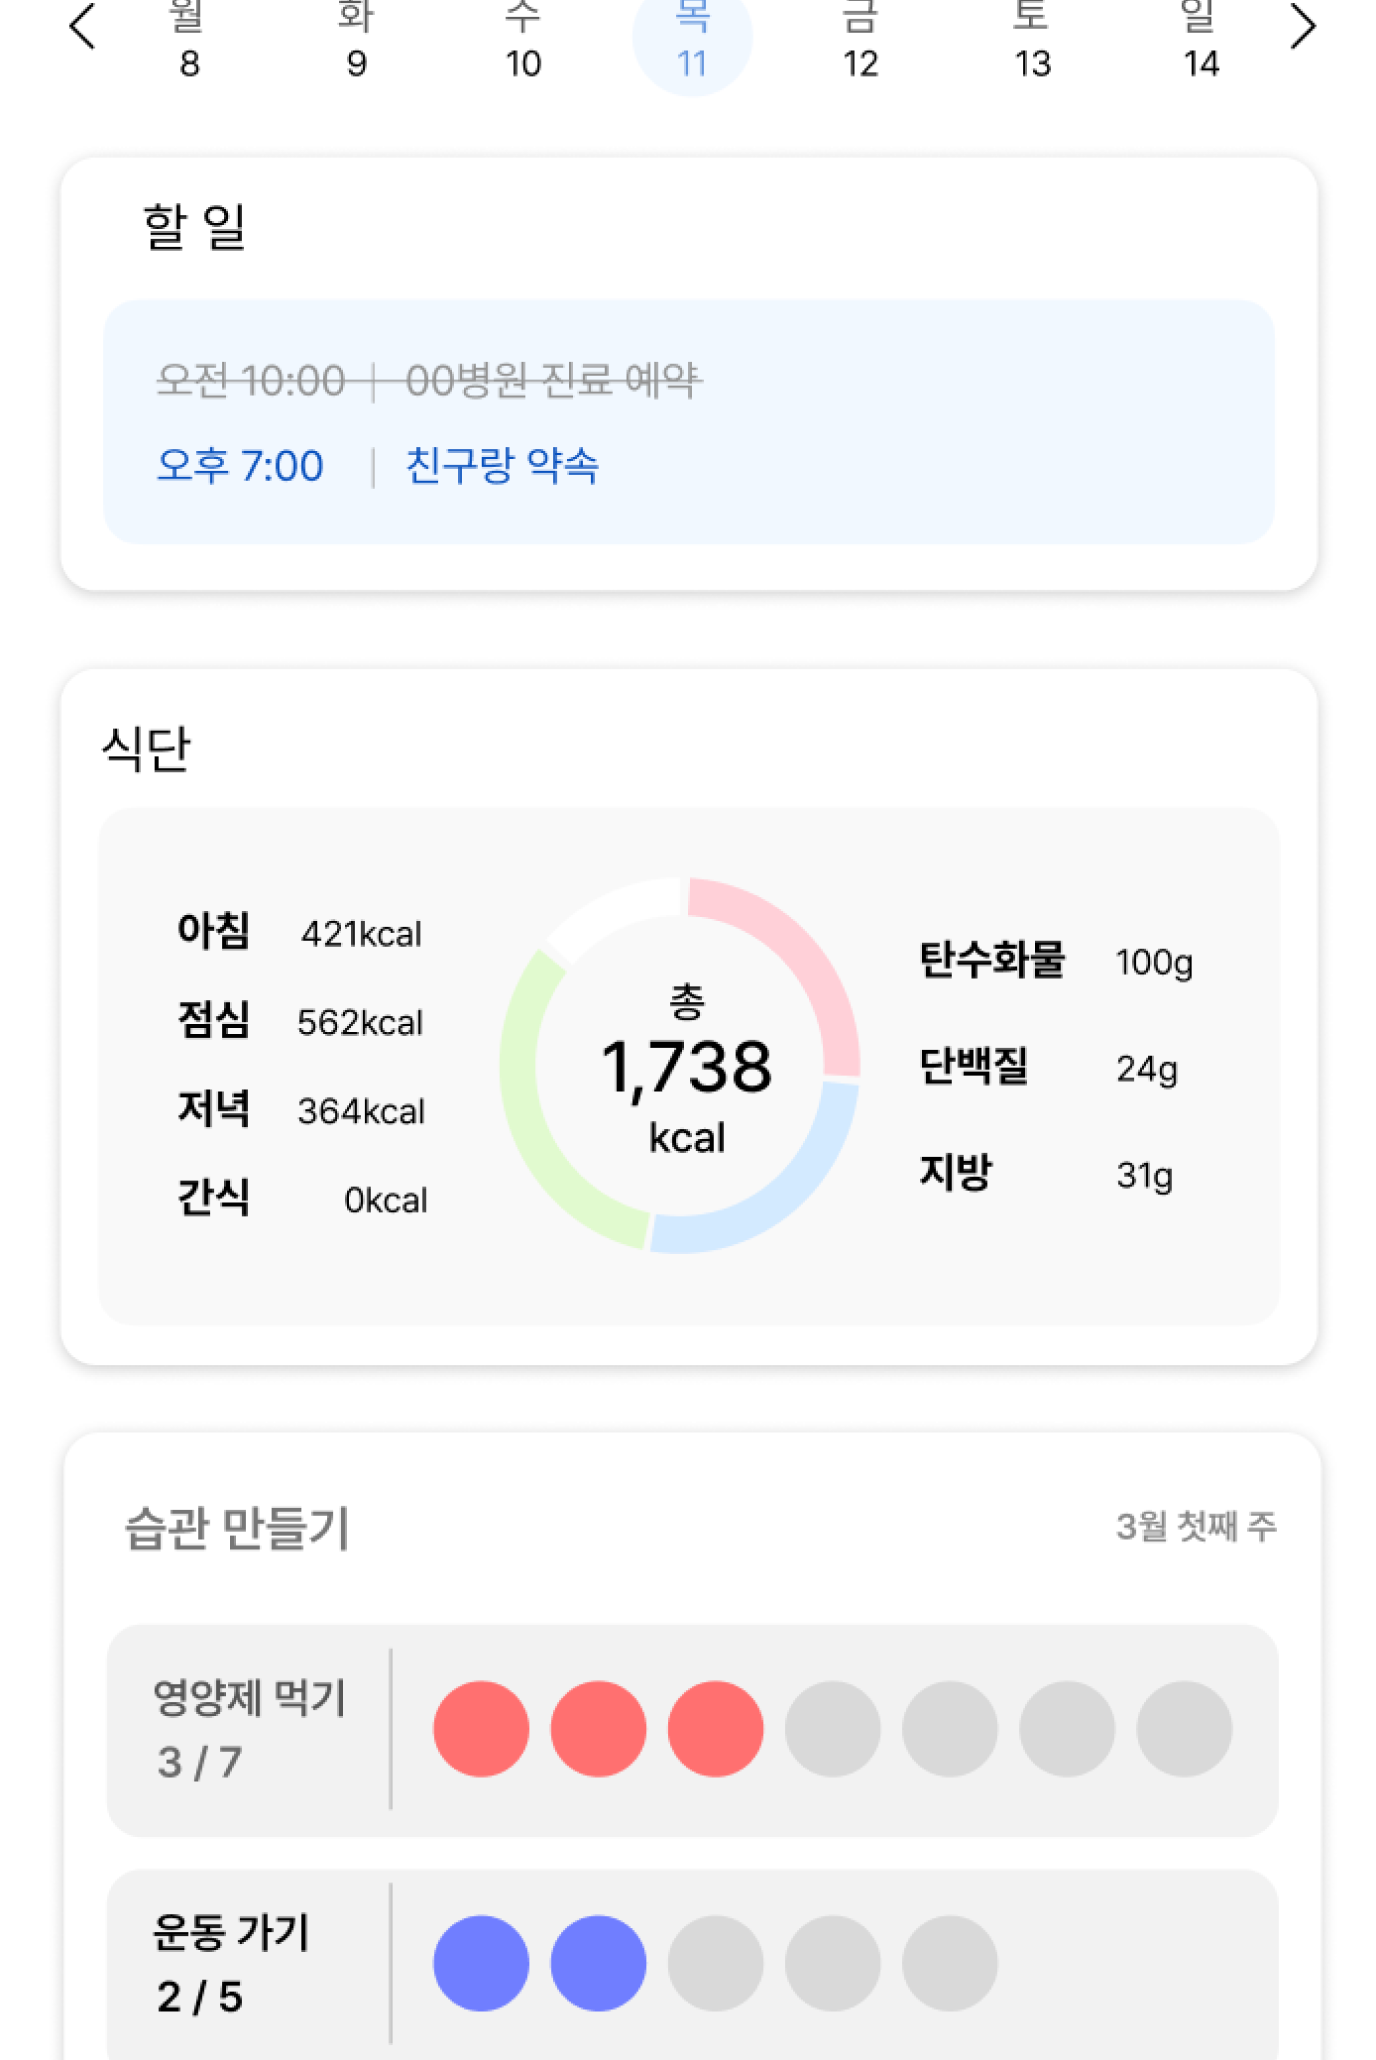 월 화 수 목 금 토 일
8 9 10 11 12 13 14
할 일
오전 10:00 | 00병원 진료 예약
오후 7:00 | 친구랑 약속
식단
아침 421kcal
점심 562kcal
저녁 364kcal
간식 0kcal
총
1,738
kcal
탄수화물 100g
단백질 24g
지방 31g
습관 만들기
3월 첫째 주
영양제 먹기
3 / 7
운동 가기
2 / 5